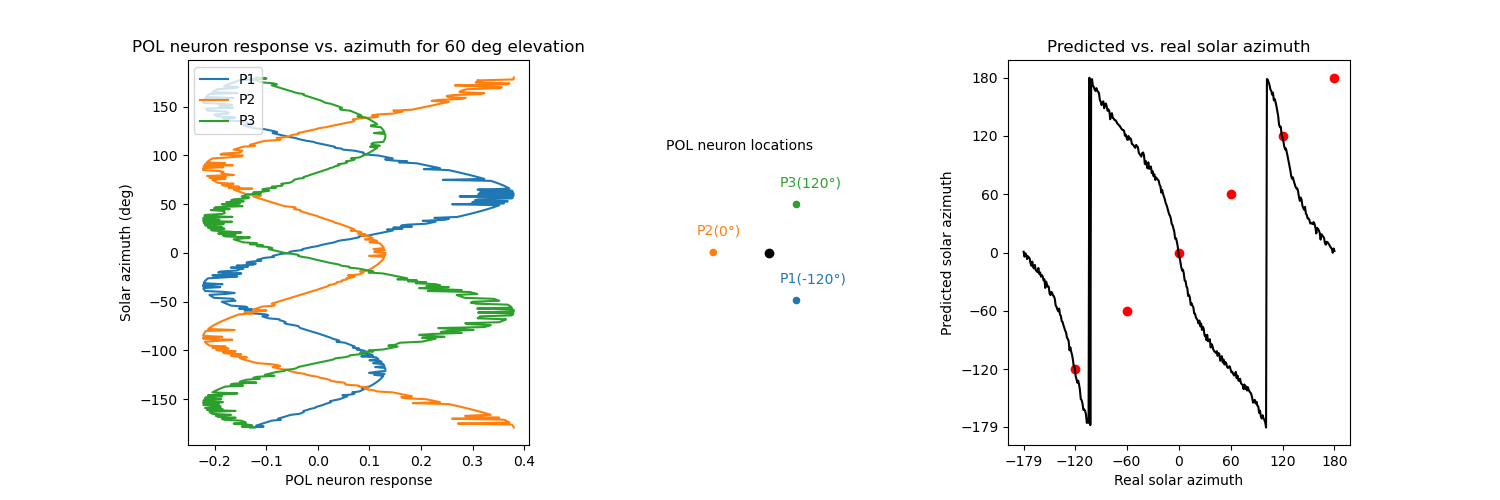 POL neuron response vs. azimuth for 60 deg elevation
P1
P2
P3
150
100
50
0
−50
−100
−150
Solar azimuth (deg)
−0.2 −0.1 0.0 0.1 0.2 0.3 0.4
POL neuron response
POL neuron locations
P3(120°)
P2(0°)
P1(-120°)
Predicted vs. real solar azimuth
180
120
60
0
−60
−120
−179
Predicted solar azimuth
−179 −120 −60 0 60 120 180
Real solar azimuth